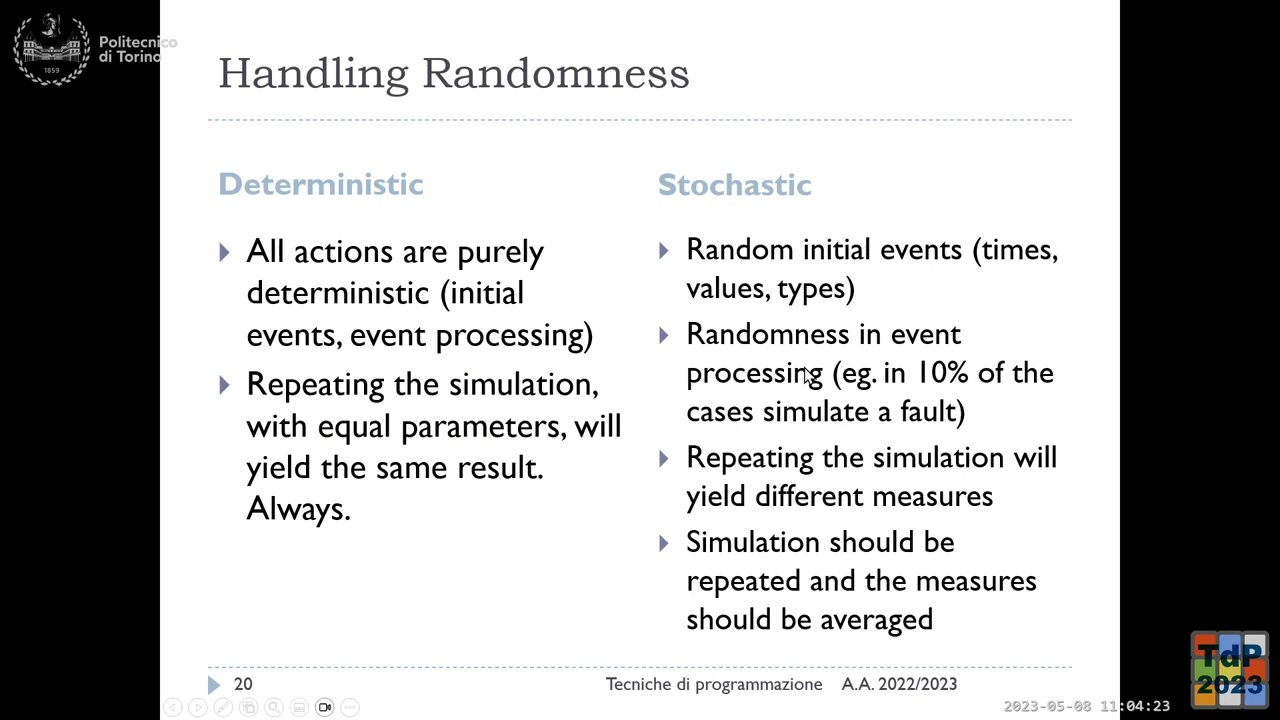 Politecnico
di Torino
1859
Handling Randomness
Deterministic
All actions are purely
deterministic (initial
events, event processing)
Repeating the simulation,
with equal parameters, will
yield the same result.
Always.
Stochastic
Random initial events (times,
values, types)
Randomness in event
processing (eg. in 10% of the
cases simulate a fault)
Repeating the simulation will
yield different measures
Simulation should be
repeated and the measures
should be averaged
20
Tecniche di programmazione A.A. 2022/2023
TdP
2023
2023-05-08 11:04:23